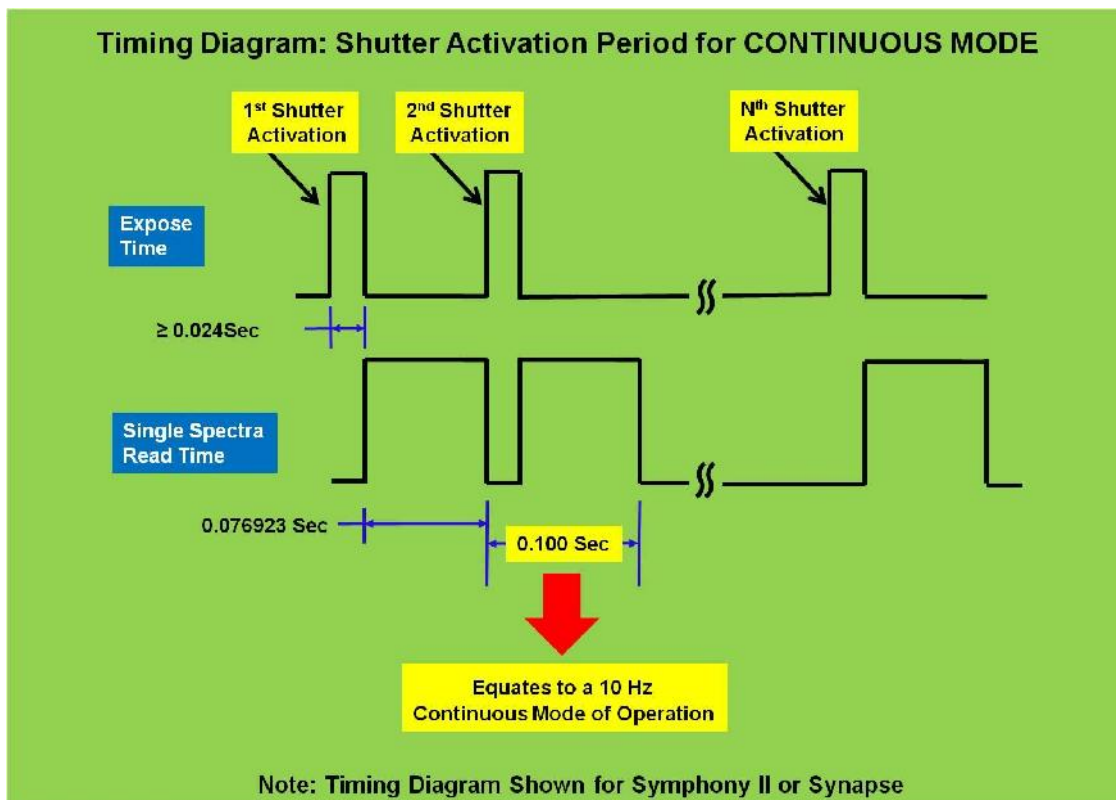 Timing Diagram: Shutter Activation Period for CONTINUOUS MODE
1st Shutter
Activation
2nd Shutter
Activation
Nth Shutter
Activation
Expose
Time
≥ 0.024Sec
Single Spectra
Read Time
0.076923 Sec
0.100 Sec
Equates to a 10 Hz
Continuous Mode of Operation
Note: Timing Diagram Shown for Symphony II or Synapse